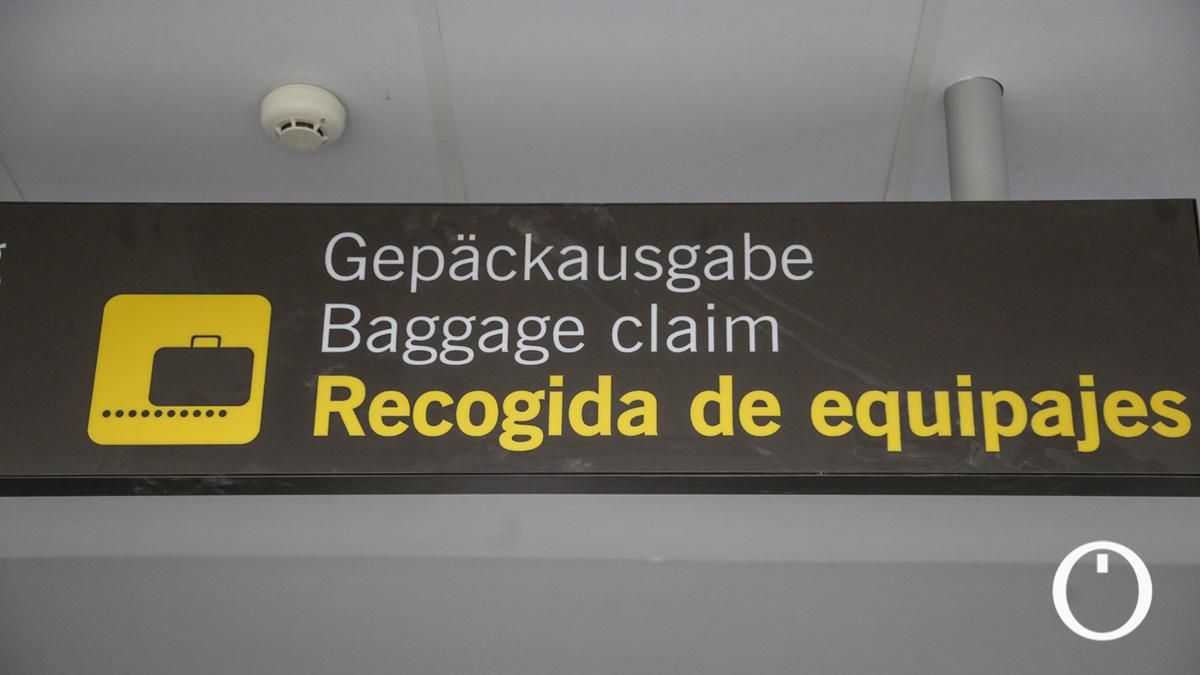 Gepäckausgabe
Baggage claim
Recogida de equipajes